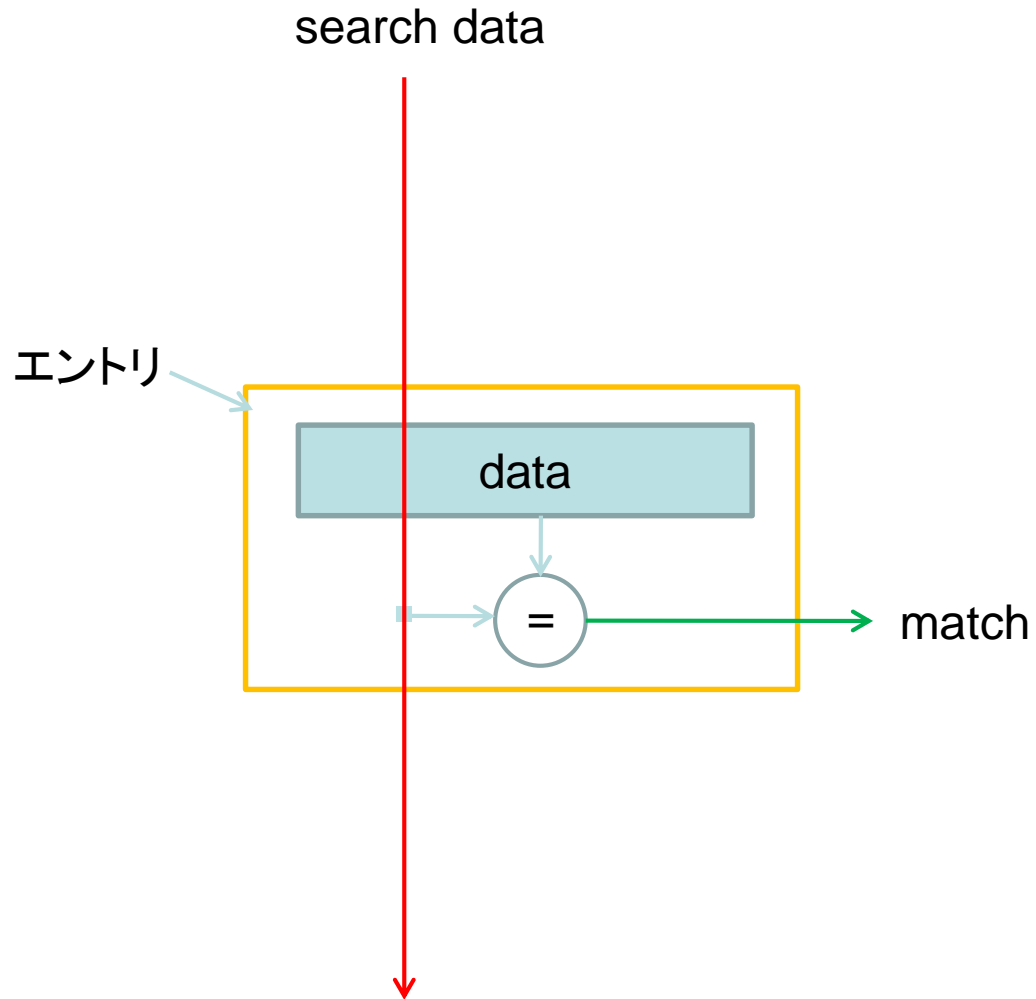 search data
エントリ
data
=
match